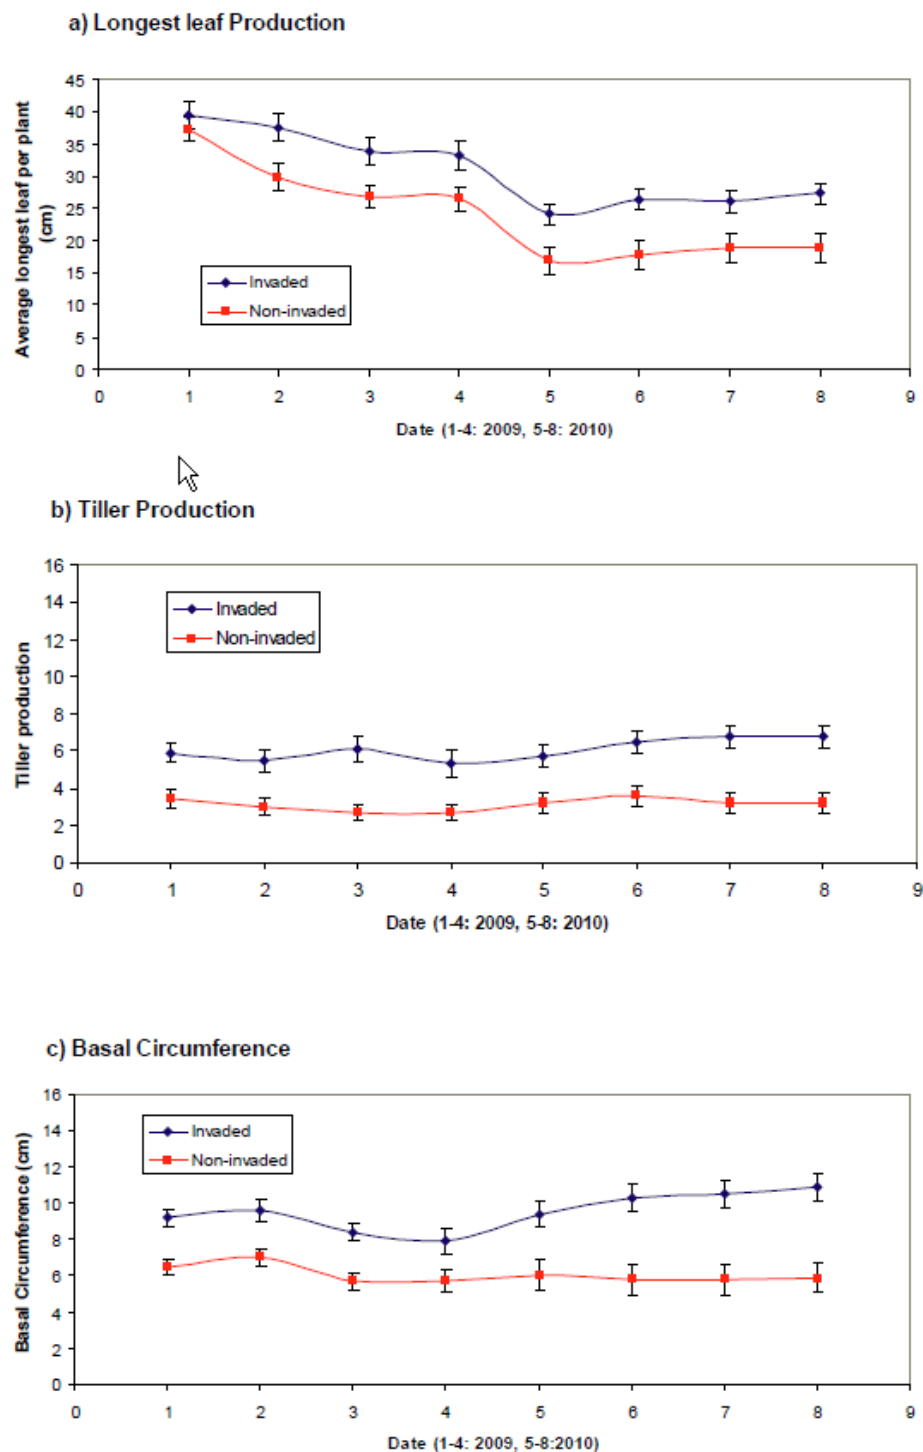 a) Longest leaf Production
Average longest leaf per plant
(cm)
45
40
35
30
25
20
15
10
5
0
Invaded
Non-invaded
0 1 2 3 4 5 6 7 8 9
Date (1-4: 2009, 5-8: 2010)
b) Tiller Production
Tiller production
16
14
12
10
8
6
4
2
0
Invaded
Non-invaded
0 1 2 3 4 5 6 7 8 9
Date (1-4: 2009, 5-8: 2010)
c) Basal Circumference
Basal Circumference (cm)
16
14
12
10
8
6
4
2
0
Invaded
Non-invaded
0 1 2 3 4 5 6 7 8 9
Date (1-4: 2009, 5-8:2010)